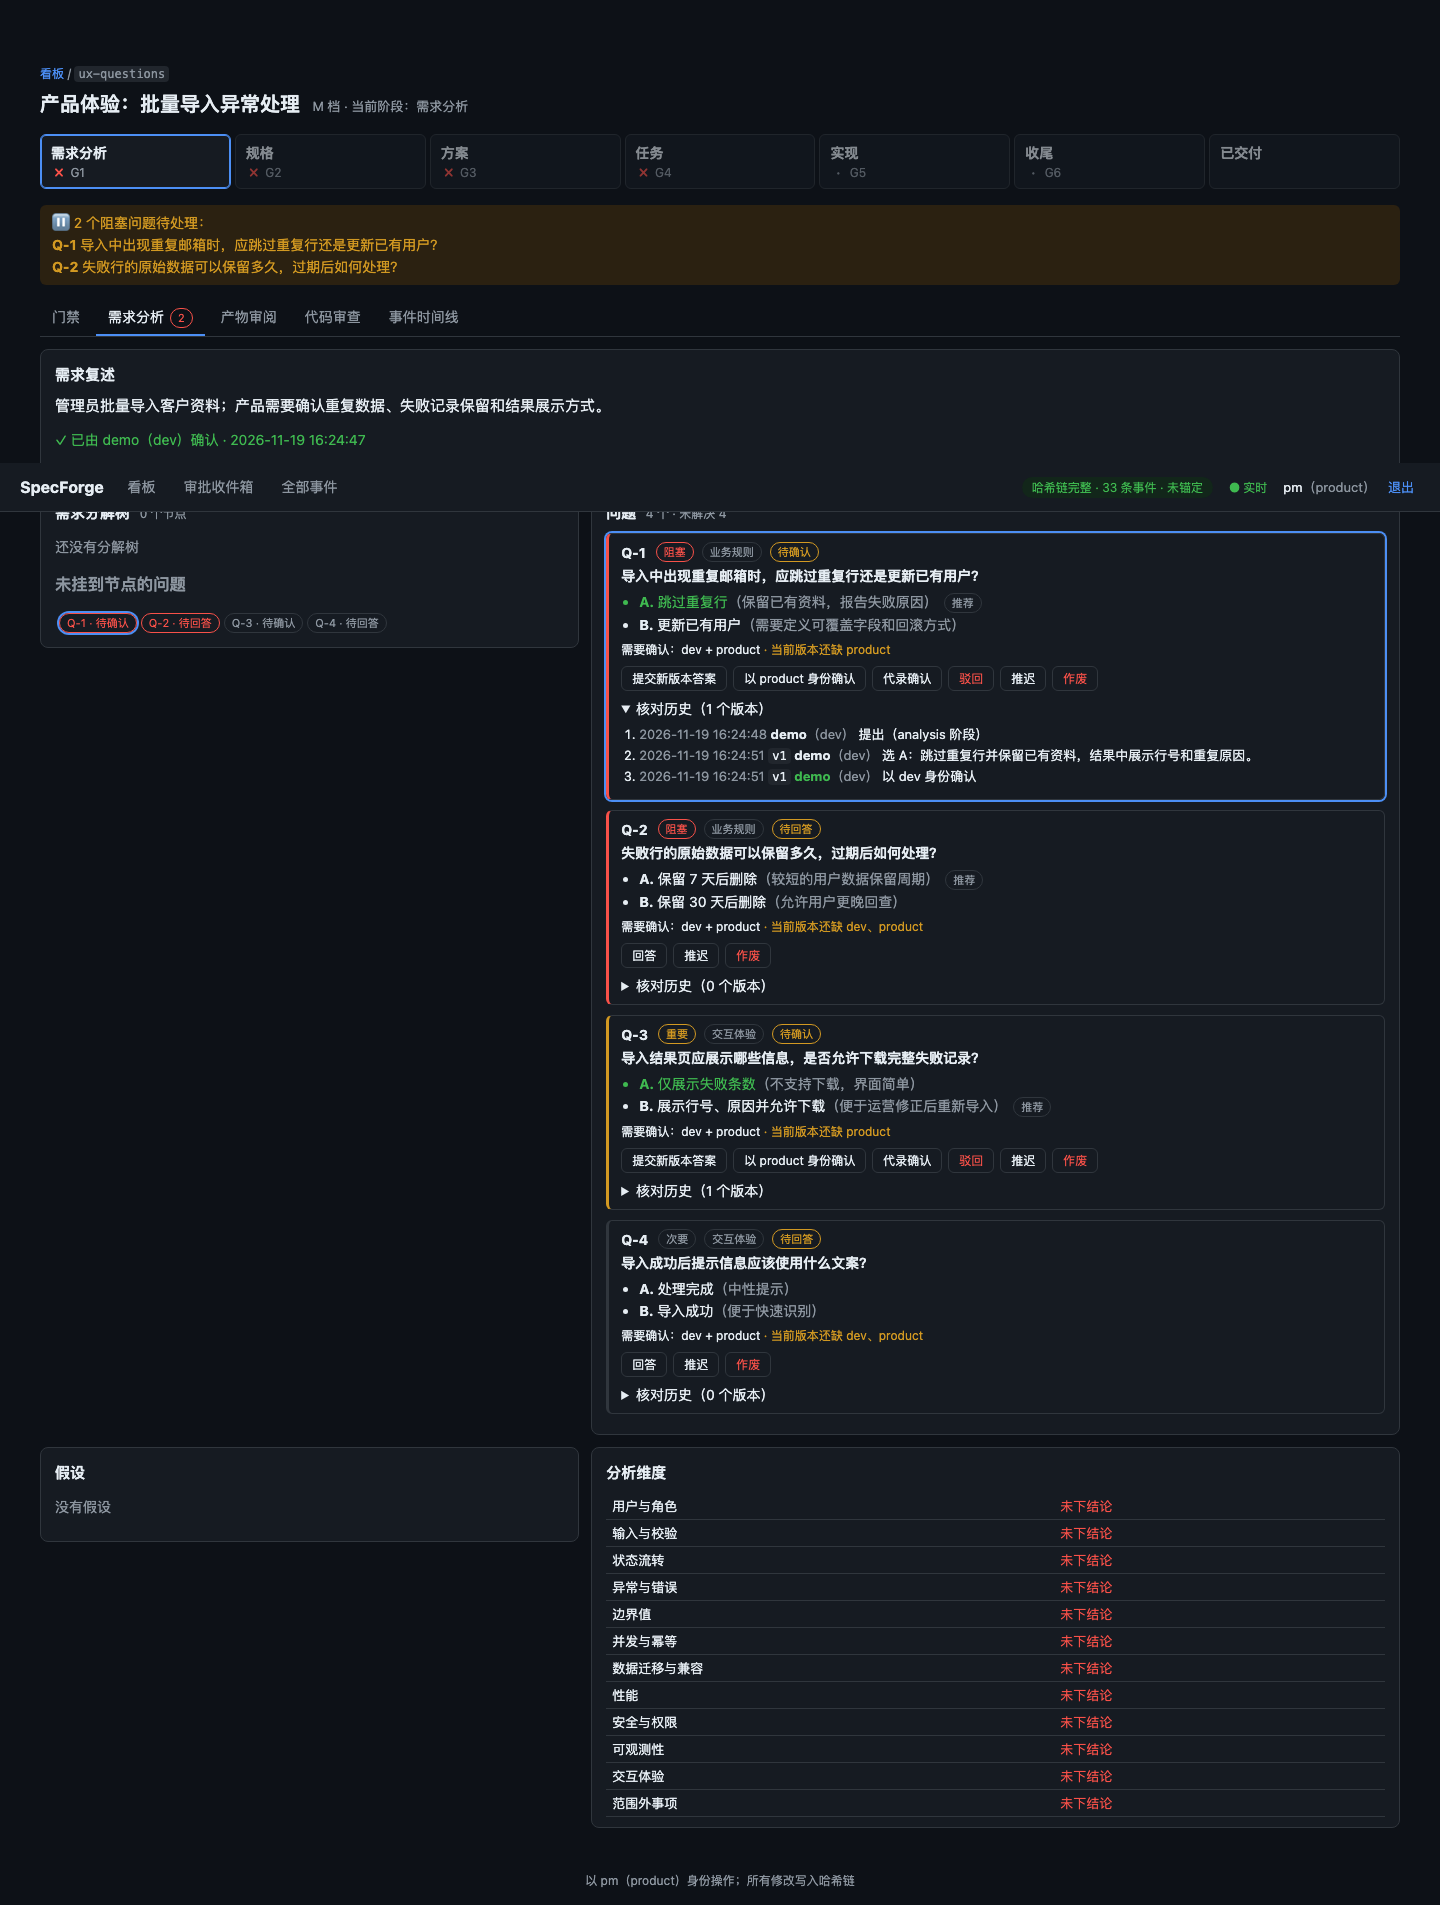 看板 / ux-questions
产品体验：批量导入异常处理 M 档 · 当前阶段：需求分析
需求分析 规格 方案 任务 实现 收尾 已交付
✕ G1 ✕ G2 ✕ G3 ✕ G4 · G5 · G6
⏸ 2 个阻塞问题待处理：
Q-1 导入中出现重复邮箱时，应跳过重复行还是更新已有用户？
Q-2 失败行的原始数据可以保留多久，过期后如何处理？
门禁 需求分析 2 产物审阅 代码审查 事件时间线
需求复述
管理员批量导入客户资料；产品需要确认重复数据、失败记录保留和结果展示方式。
✓ 已由 demo（dev）确认 · 2026-11-19 16:24:47
SpecForge 看板 审批收件箱 全部事件 哈希链完整 · 33 条事件 · 未锚定 ● 实时 pm（product） 退出
需求分解树 0 个节点
还没有分解树
未挂到节点的问题
Q-1 · 待确认 Q-2 · 待回答 Q-3 · 待确认 Q-4 · 待回答
问题 4 个 · 未解决 4
Q-1 阻塞 业务规则 待确认
导入中出现重复邮箱时，应跳过重复行还是更新已有用户？
• A. 跳过重复行（保留已有资料，报告失败原因） 推荐
• B. 更新已有用户（需要定义可覆盖字段和回滚方式）
需要确认：dev + product · 当前版本还缺 product
提交新版本答案 以 product 身份确认 代录确认 驳回 推迟 作废
▼ 核对历史（1 个版本）
1. 2026-11-19 16:24:48 demo（dev） 提出（analysis 阶段）
2. 2026-11-19 16:24:51 v1 demo（dev） 选 A：跳过重复行并保留已有资料，结果中展示行号和重复原因。
3. 2026-11-19 16:24:51 v1 demo（dev） 以 dev 身份确认
Q-2 阻塞 业务规则 待回答
失败行的原始数据可以保留多久，过期后如何处理？
• A. 保留 7 天后删除（较短的用户数据保留周期） 推荐
• B. 保留 30 天后删除（允许用户更晚回查）
需要确认：dev + product · 当前版本还缺 dev、product
回答 推迟 作废
▶ 核对历史（0 个版本）
Q-3 重要 交互体验 待确认
导入结果页应展示哪些信息，是否允许下载完整失败记录？
• A. 仅展示失败条数（不支持下载，界面简单）
• B. 展示行号、原因并允许下载（便于运营修正后重新导入） 推荐
需要确认：dev + product · 当前版本还缺 product
提交新版本答案 以 product 身份确认 代录确认 驳回 推迟 作废
▶ 核对历史（1 个版本）
Q-4 次要 交互体验 待回答
导入成功后提示信息应该使用什么文案？
• A. 处理完成（中性提示）
• B. 导入成功（便于快速识别）
需要确认：dev + product · 当前版本还缺 dev、product
回答 推迟 作废
▶ 核对历史（0 个版本）
假设
没有假设
分析维度
用户与角色 未下结论
输入与校验 未下结论
状态流转 未下结论
异常与错误 未下结论
边界值 未下结论
并发与幂等 未下结论
数据迁移与兼容 未下结论
性能 未下结论
安全与权限 未下结论
可观测性 未下结论
交互体验 未下结论
范围外事项 未下结论
以 pm（product）身份操作；所有修改写入哈希链